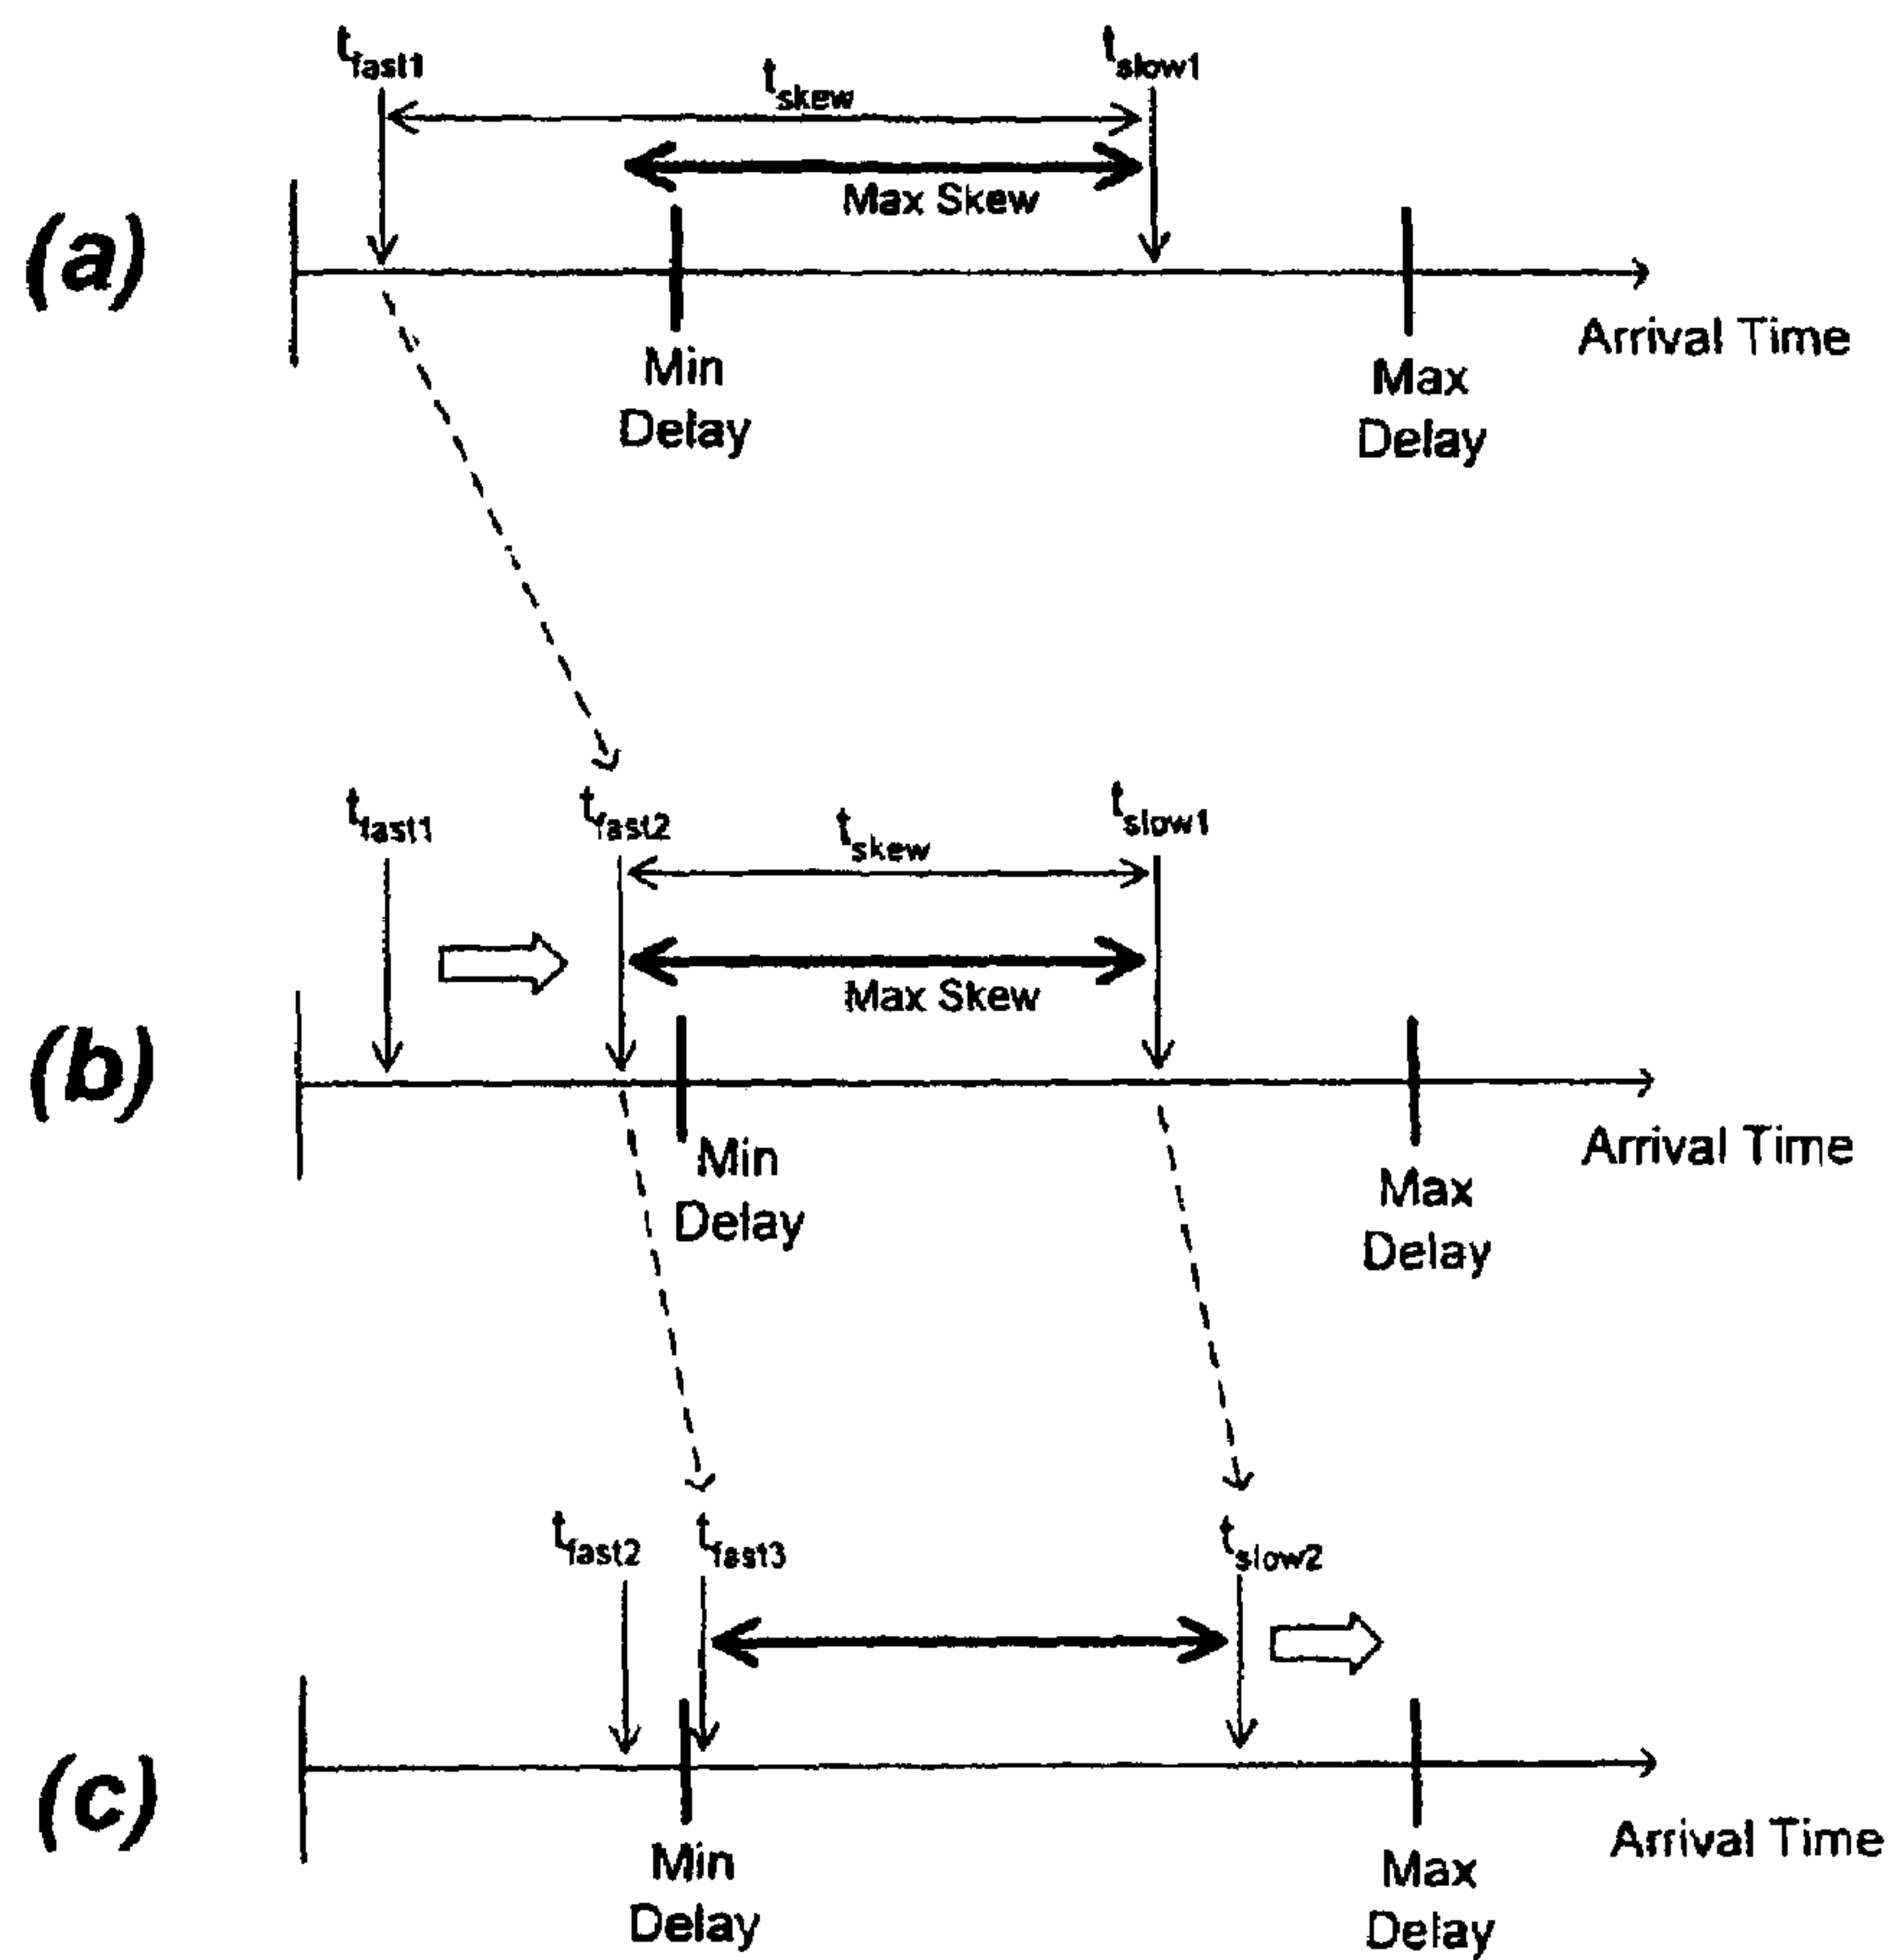 t_fast1
t_slow1
t_skew
Max Skew
(a)
Arrival Time
Min
Delay
Max
Delay
t_fast1
t_fast2
t_skew
t_slow1
Max Skew
(b)
Arrival Time
Min
Delay
Max
Delay
t_fast2
t_fast3
t_slow2
(c)
Arrival Time
Min
Delay
Max
Delay